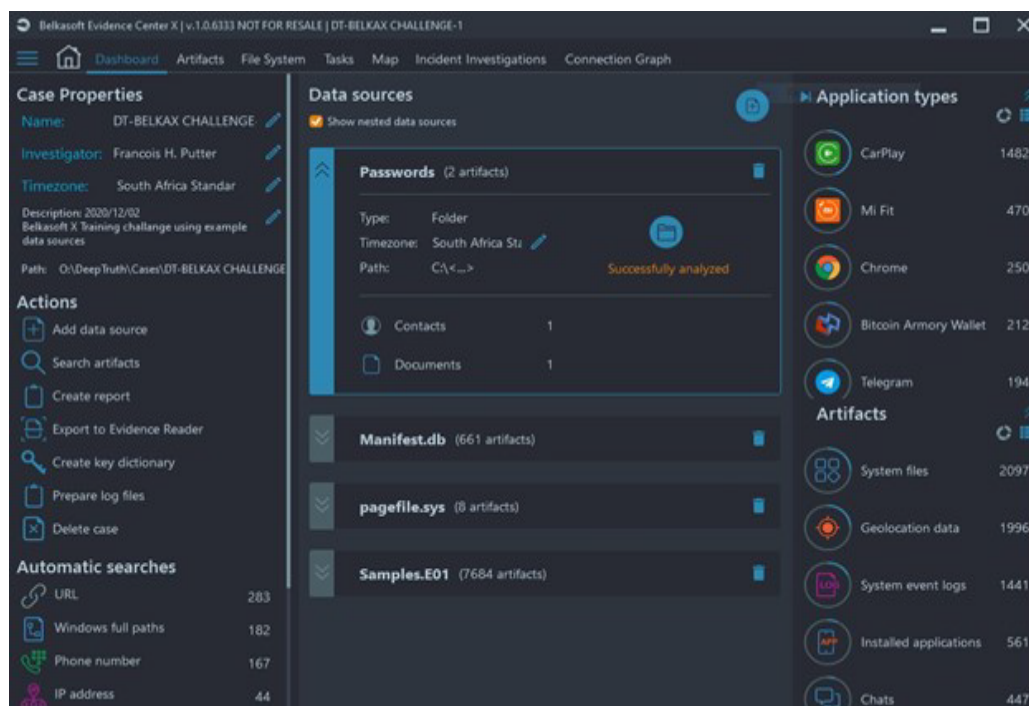 Belkasoft Evidence Center X | v.1.0.6333 NOT FOR RESALE | DT-BELKAX CHALLENGE-1
Dashboard Artifacts File System Tasks Map Incident Investigations Connection Graph
Case Properties
Name: DT-BELKAX CHALLENGE
Investigator: Francois H. Putter
Timezone: South Africa Standar
Description: 2020/12/02
Belkasoft X Training challange using example
data sources
Path: O:\DeepTruth\Cases\DT-BELKAX CHALLENGE
Actions
Add data source
Search artifacts
Create report
Export to Evidence Reader
Create key dictionary
Prepare log files
Delete case
Automatic searches
URL 283
Windows full paths 182
Phone number 167
IP address 44
Data sources
Show nested data sources
Passwords (2 artifacts)
Type: Folder
Timezone: South Africa Sta
Path: C:\<...>
Successfully analyzed
Contacts 1
Documents 1
Manifest.db (661 artifacts)
pagefile.sys (8 artifacts)
Samples.E01 (7684 artifacts)
Application types
CarPlay 1482
Mi Fit 470
Chrome 250
Bitcoin Armory Wallet 212
Telegram 194
Artifacts
System files 2097
Geolocation data 1996
LOG
System event logs 1441
APP
Installed applications 561
Chats 447